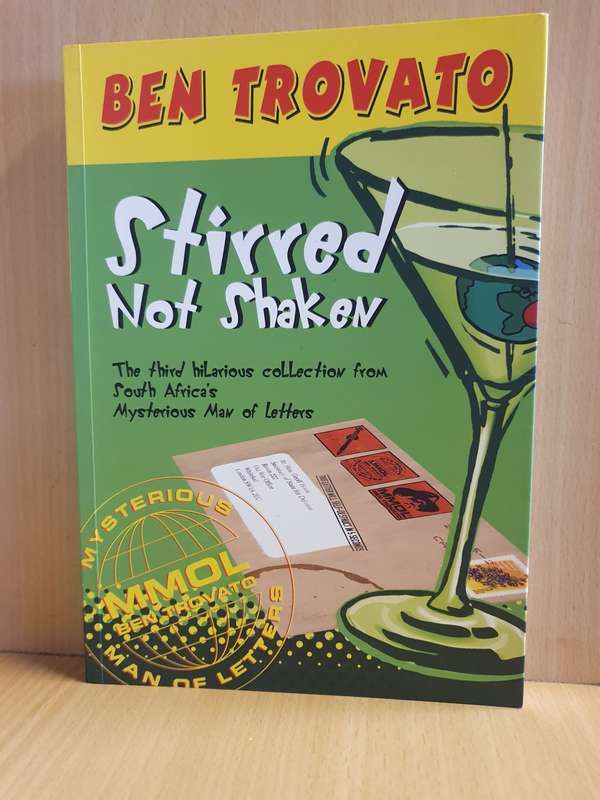 BEN TROVATO
Stirred
Not Shaken
The third hilarious collection from
South Africa's
Mysterious Man of Letters
MMOL
MYSTERIOUS
MMOL
BEN TROVATO
MAN OF LETTERS